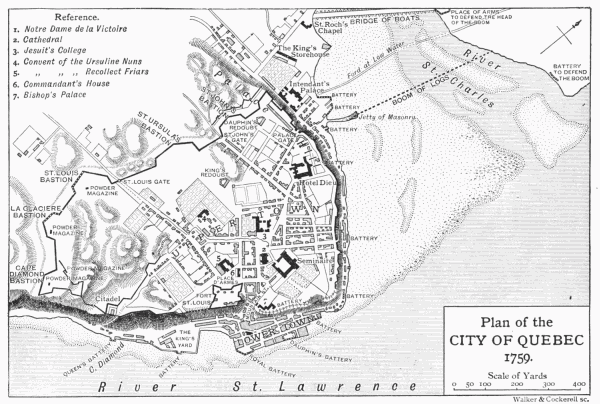 Reference.
1. Notre Dame de la Victoire
2. Cathedral
3. Jesuit's College
4. Convent of the Ursuline Nuns
5. " " " Recollect Friars
6. Commandant's House
7. Bishop's Palace
PLACE OF ARMS
TO DEFEND THE HEAD
OF THE BOOM
BRIDGE OF BOATS
St. Roch's
Chapel
The King's
Storehouse
Ford at Low Water
River
St. Charles
BATTERY
TO DEFEND
THE BOOM
Intendant's
Palace
BATTERY
BOOM OF LOGS
BATTERY
Jetty of Masonry
BATTERY
BATTERY
DAUPHIN'S
REDOUBT
ST. JOHN'S
GATE
PALACE
GATE
ST. URSULA'S
BASTION
ST. LOUIS
BASTION
ST. LOUIS GATE
POWDER
MAGAZINE
KING'S
REDOUBT
Hôtel Dieu
LA GLACIERE
BASTION
POWDER
MAGAZINE
UPPER
TOWN
3
4
5
6
BATTERY
CAPE
DIAMOND
BASTION
POWDER MAGAZINE
POWDER MAGAZINE
Seminaire
Citadel
FORT
ST. LOUIS
D'ARMES
BATTERY
BATTERY
THE
KING'S
YARD
LOWER TOWN
QUEEN'S BATTERY
C. Diamond
BATTERY
ROYAL BATTERY
DAUPHIN'S BATTERY
River St. Lawrence
Plan of the
CITY OF QUEBEC
1759.
Scale of Yards
0 50 100 200 300 400
Walker & Cockerell sc.